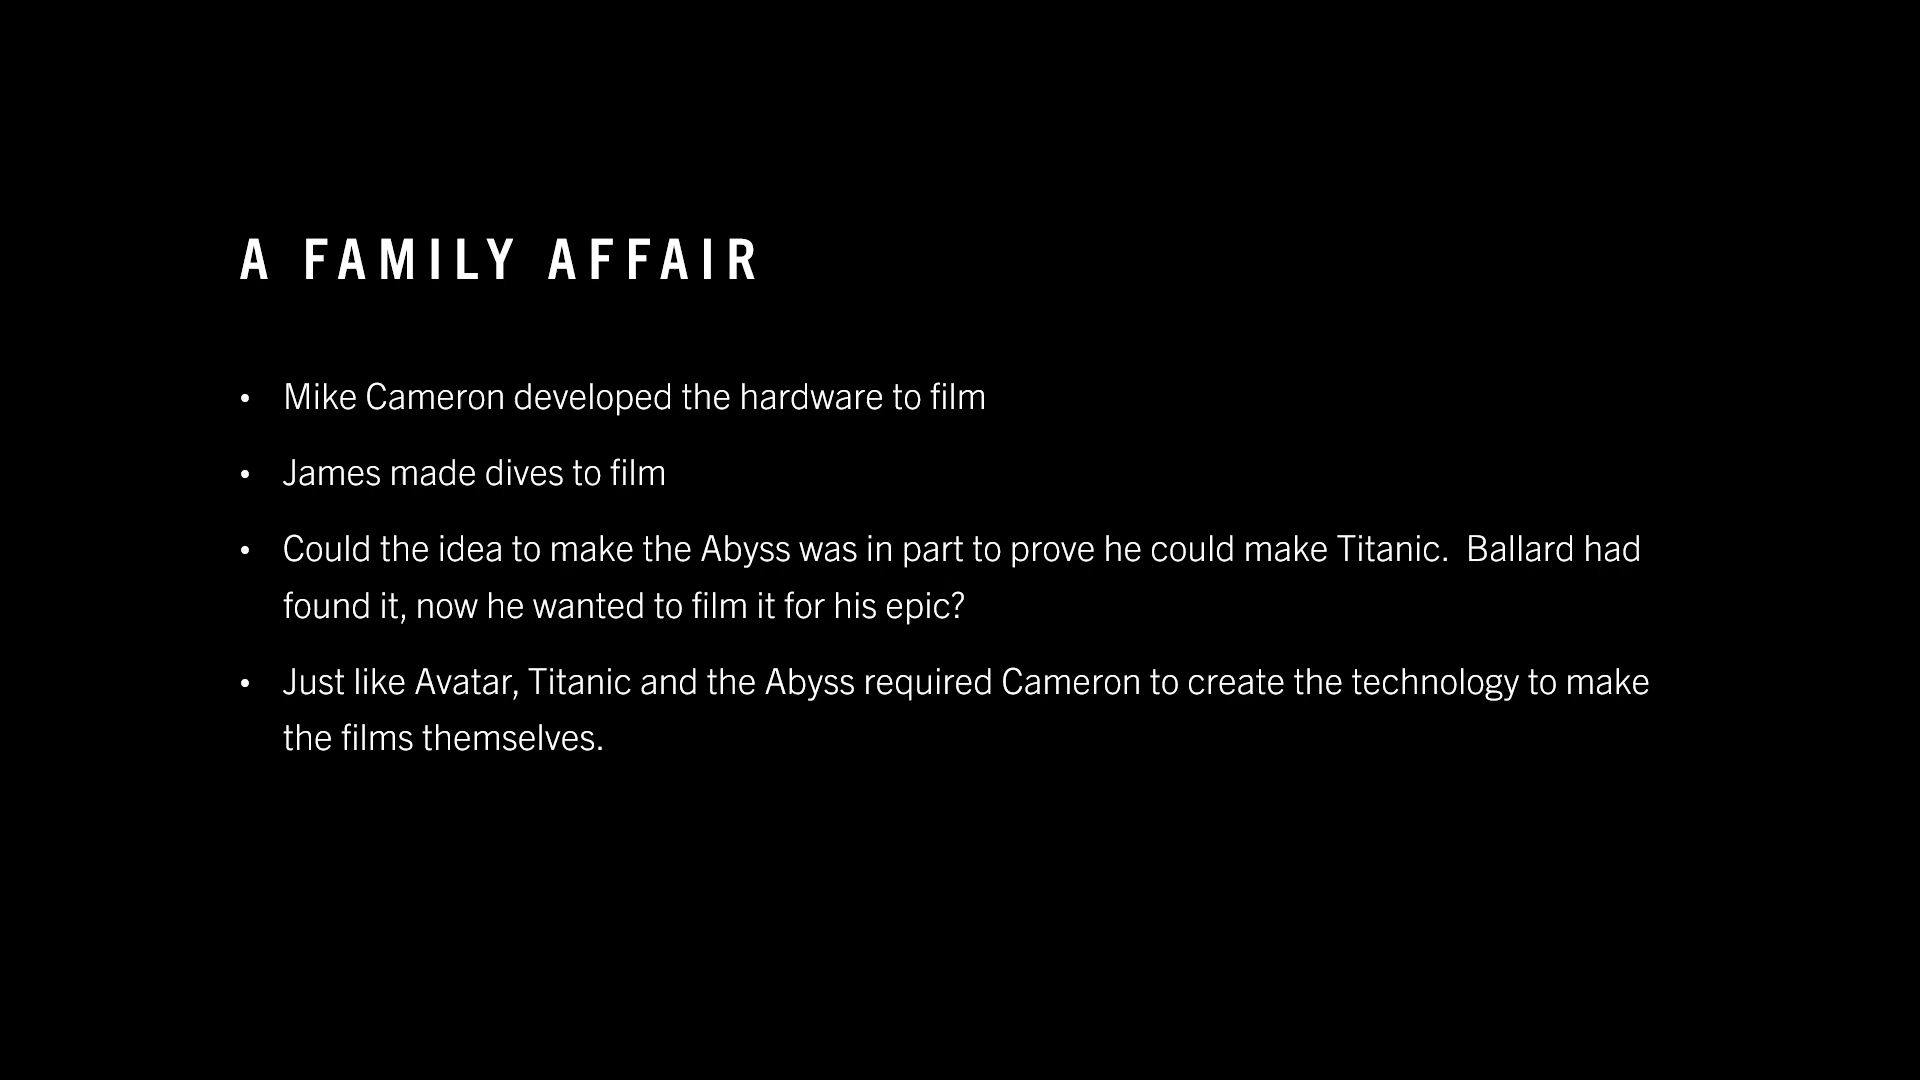 A FAMILY AFFAIR
• Mike Cameron developed the hardware to film
• James made dives to film
• Could the idea to make the Abyss was in part to prove he could make Titanic.  Ballard had
found it, now he wanted to film it for his epic?
• Just like Avatar, Titanic and the Abyss required Cameron to create the technology to make
the films themselves.